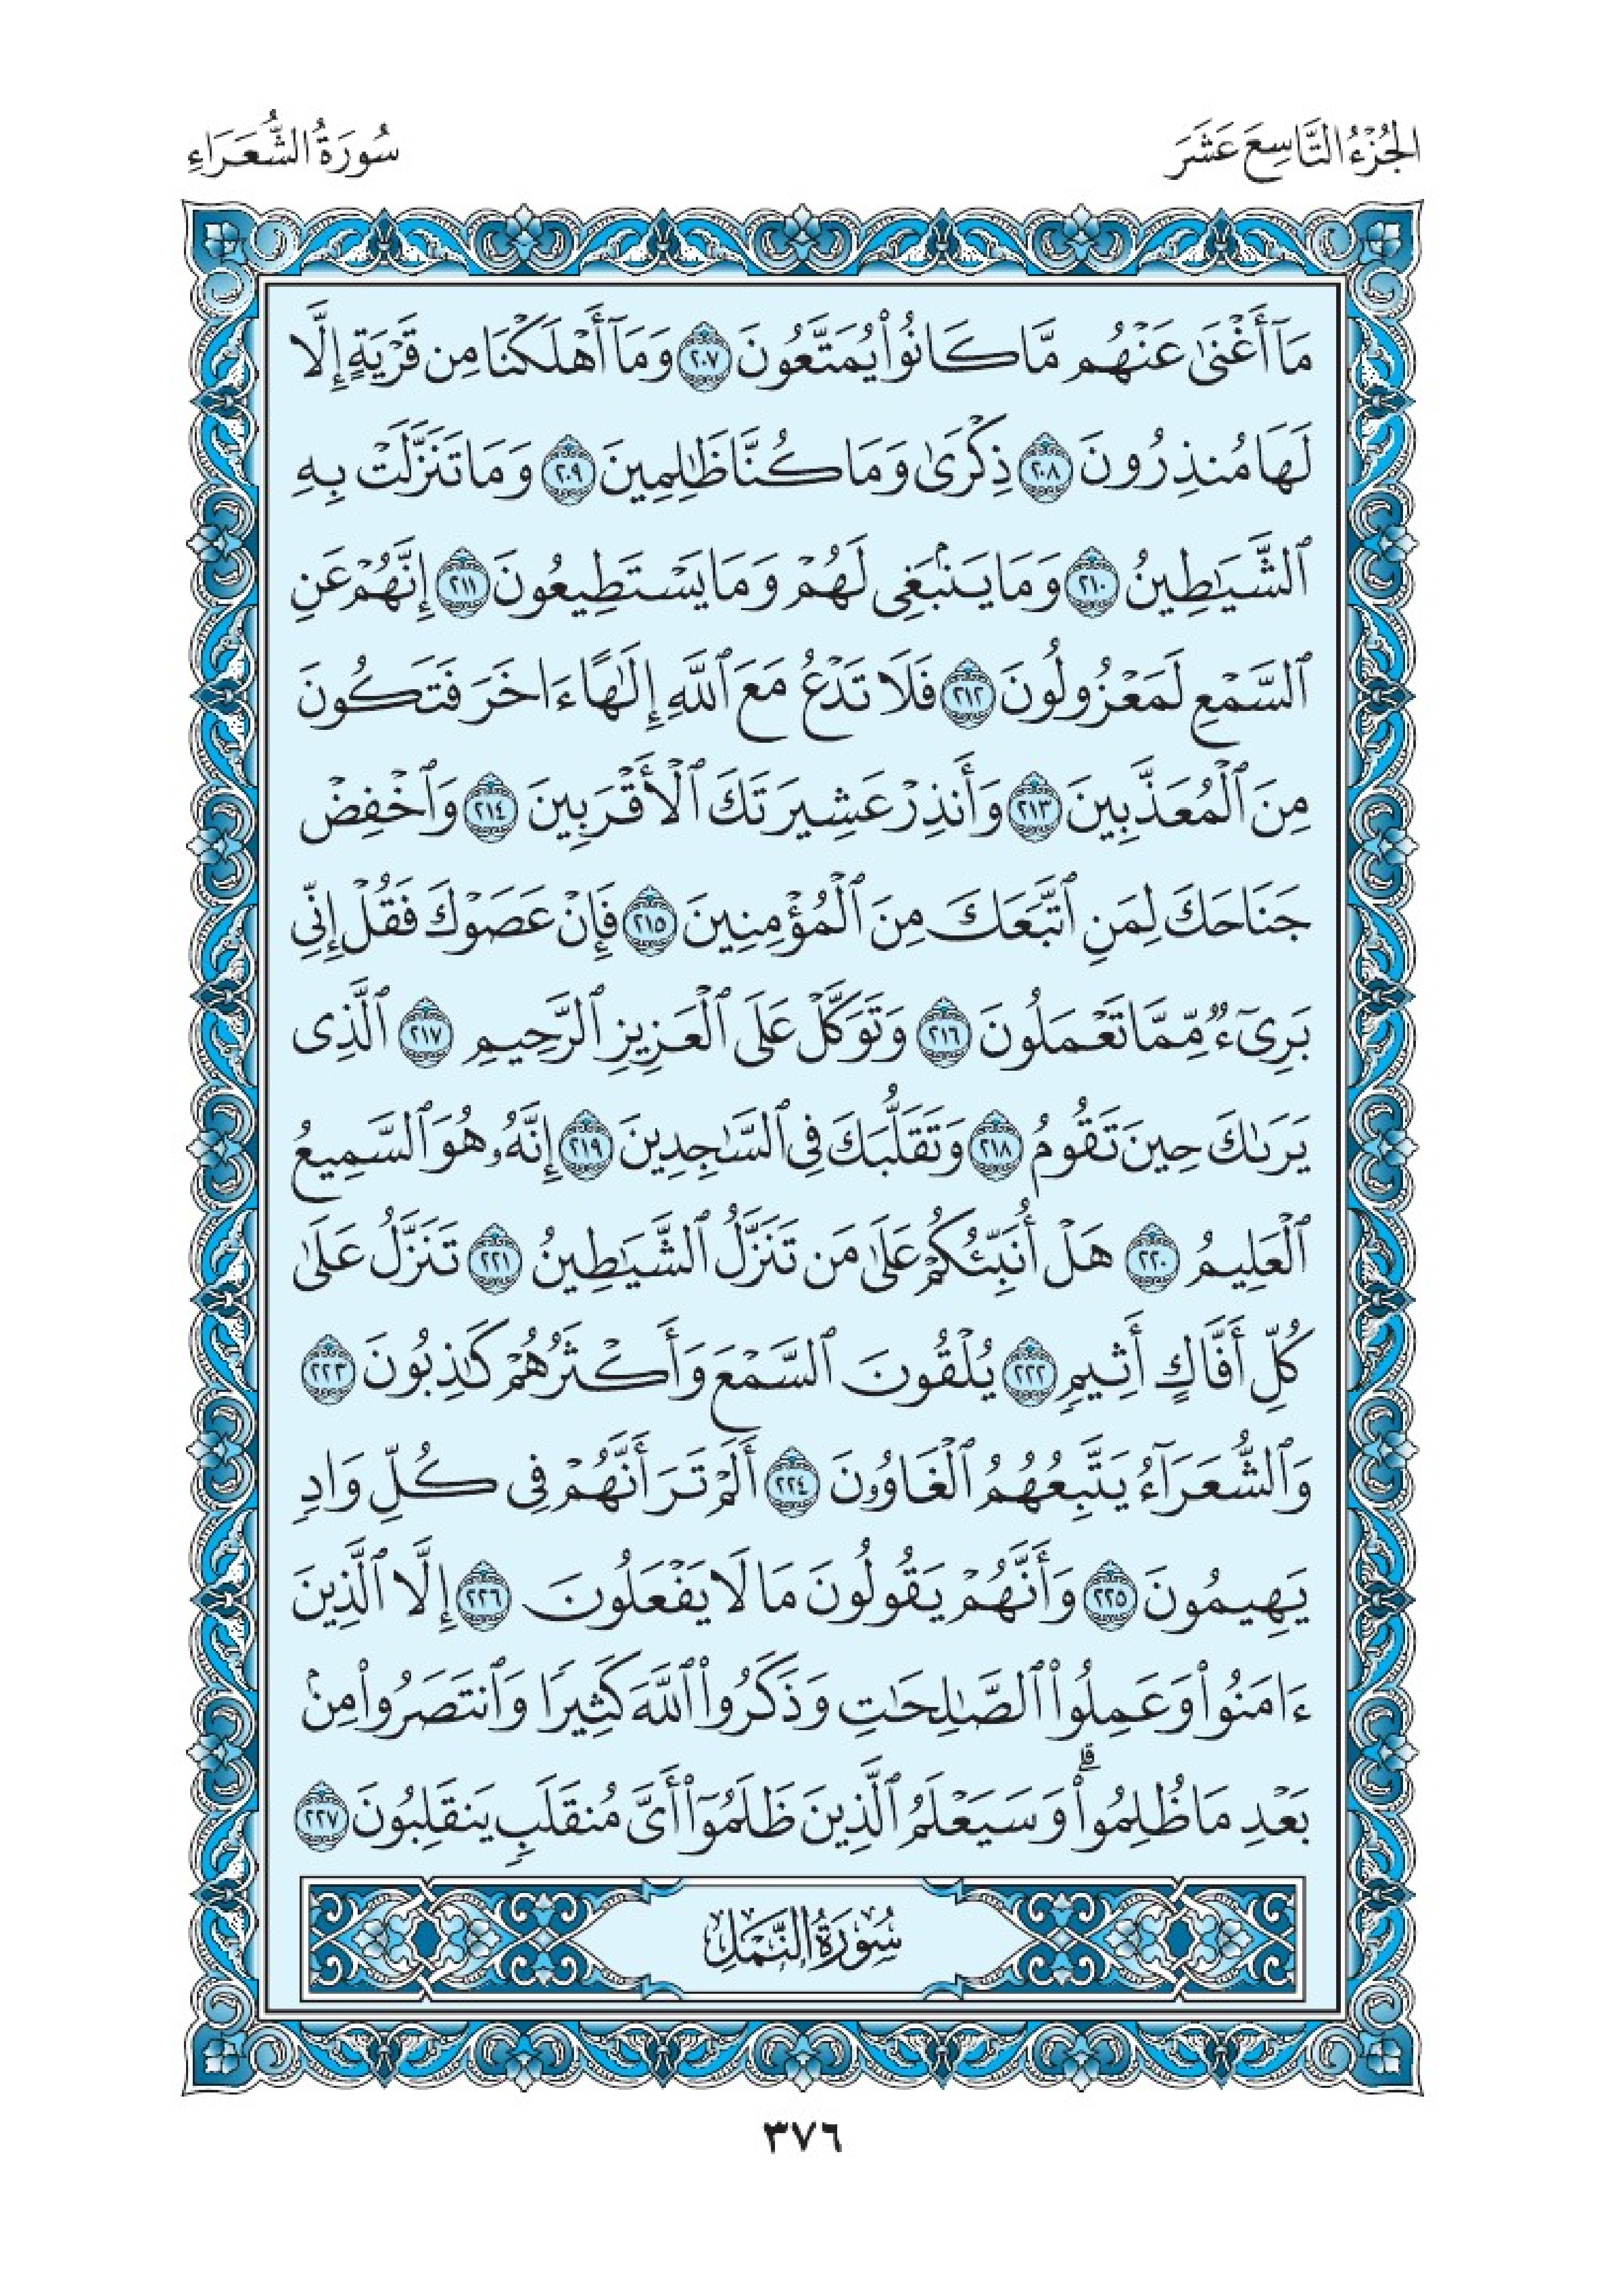 الجُزْءُ التَّاسِعَ عَشَرَ
سُورَةُ الشُّعَرَاءِ
مَآ أَغۡنَىٰ عَنۡهُم مَّا كَانُواْ يُمَتَّعُونَ ٢٠٧ وَمَآ أَهۡلَكۡنَا مِن قَرۡيَةٍ إِلَّا
لَهَا مُنذِرُونَ ٢٠٨ ذِكۡرَىٰ وَمَا كُنَّا ظَٰلِمِينَ ٢٠٩ وَمَا تَنَزَّلَتۡ بِهِ
ٱلشَّيَٰطِينُ ٢١٠ وَمَا يَنۢبَغِي لَهُمۡ وَمَا يَسۡتَطِيعُونَ ٢١١ إِنَّهُمۡ عَنِ
ٱلسَّمۡعِ لَمَعۡزُولُونَ ٢١٢ فَلَا تَدۡعُ مَعَ ٱللَّهِ إِلَٰهًا ءَاخَرَ فَتَكُونَ
مِنَ ٱلۡمُعَذَّبِينَ ٢١٣ وَأَنذِرۡ عَشِيرَتَكَ ٱلۡأَقۡرَبِينَ ٢١٤ وَٱخۡفِضۡ
جَنَاحَكَ لِمَنِ ٱتَّبَعَكَ مِنَ ٱلۡمُؤۡمِنِينَ ٢١٥ فَإِنۡ عَصَوۡكَ فَقُلۡ إِنِّي
بَرِيٓءٞ مِّمَّا تَعۡمَلُونَ ٢١٦ وَتَوَكَّلۡ عَلَى ٱلۡعَزِيزِ ٱلرَّحِيمِ ٢١٧ ٱلَّذِي
يَرَىٰكَ حِينَ تَقُومُ ٢١٨ وَتَقَلُّبَكَ فِي ٱلسَّٰجِدِينَ ٢١٩ إِنَّهُۥ هُوَ ٱلسَّمِيعُ
ٱلۡعَلِيمُ ٢٢٠ هَلۡ أُنَبِّئُكُمۡ عَلَىٰ مَن تَنَزَّلُ ٱلشَّيَٰطِينُ ٢٢١ تَنَزَّلُ عَلَىٰ
كُلِّ أَفَّاكٍ أَثِيمٖ ٢٢٢ يُلۡقُونَ ٱلسَّمۡعَ وَأَكۡثَرُهُمۡ كَٰذِبُونَ ٢٢٣
وَٱلشُّعَرَآءُ يَتَّبِعُهُمُ ٱلۡغَاوُۥنَ ٢٢٤ أَلَمۡ تَرَ أَنَّهُمۡ فِي كُلِّ وَادٖ
يَهِيمُونَ ٢٢٥ وَأَنَّهُمۡ يَقُولُونَ مَا لَا يَفۡعَلُونَ ٢٢٦ إِلَّا ٱلَّذِينَ
ءَامَنُواْ وَعَمِلُواْ ٱلصَّٰلِحَٰتِ وَذَكَرُواْ ٱللَّهَ كَثِيرٗا وَٱنتَصَرُواْ مِنۢ
بَعۡدِ مَا ظُلِمُواْۗ وَسَيَعۡلَمُ ٱلَّذِينَ ظَلَمُوٓاْ أَيَّ مُنقَلَبٖ يَنقَلِبُونَ ٢٢٧
سُورَةُ النَّمۡلِ
٣٧٦